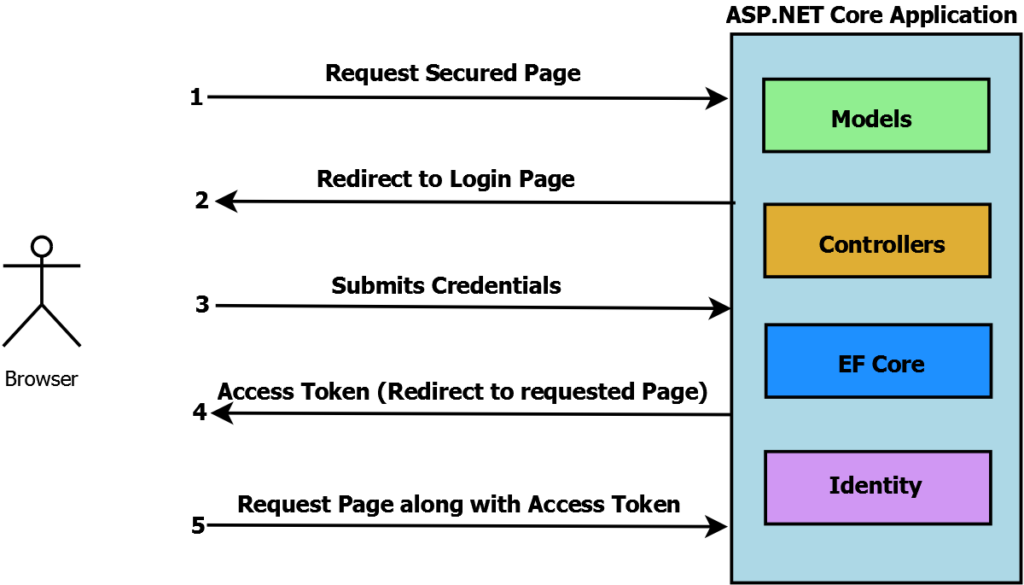 ASP.NET Core Application
Request Secured Page
1
Models
Redirect to Login Page
2
Controllers
Submits Credentials
3
EF Core
Browser
Access Token (Redirect to requested Page)
4
Identity
Request Page along with Access Token
5